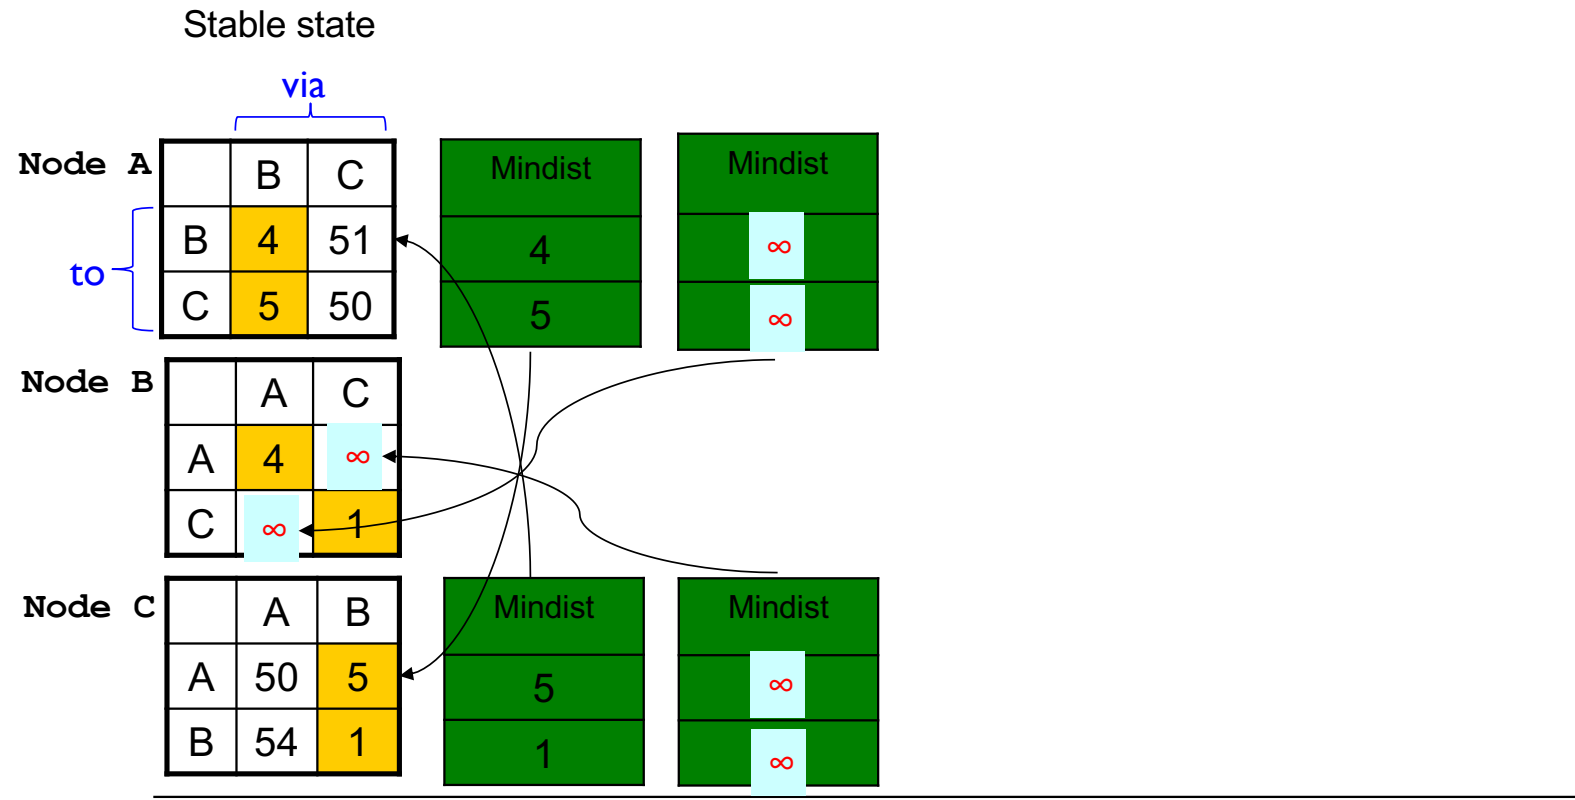 Stable state
via
Node A
B C
B 4 51
C 5 50
to
Mindist
4
5
Mindist
∞
∞
Node B
A C
A 4 ∞
C ∞ 1
Node C
A B
A 50 5
B 54 1
Mindist
5
1
Mindist
∞
∞